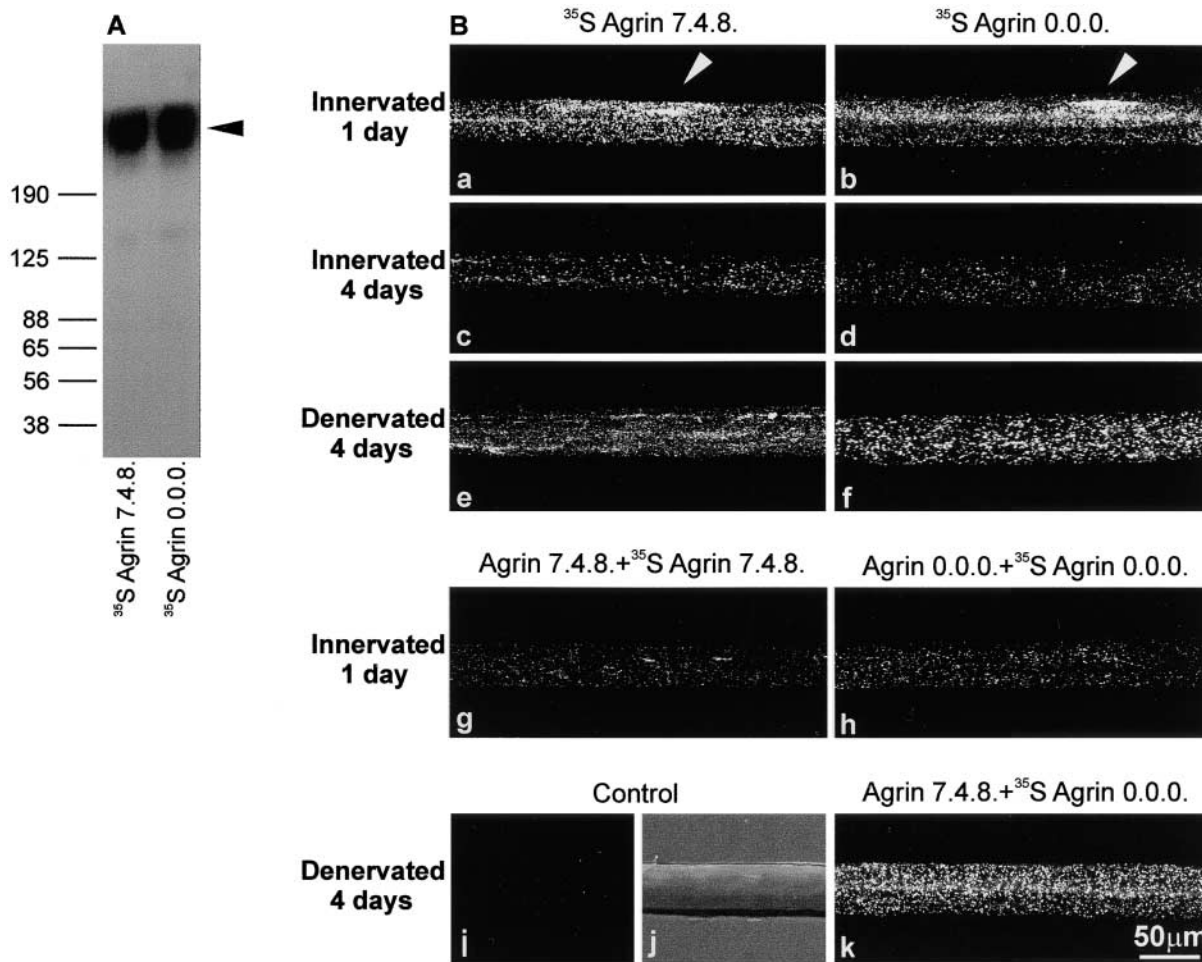 A
190
125
88
65
56
38
³⁵S Agrin 7.4.8.
³⁵S Agrin 0.0.0.
B
³⁵S Agrin 7.4.8.
³⁵S Agrin 0.0.0.
Innervated
1 day
a
b
Innervated
4 days
c
d
Denervated
4 days
e
f
Agrin 7.4.8.+³⁵S Agrin 7.4.8.
Agrin 0.0.0.+³⁵S Agrin 0.0.0.
Innervated
1 day
g
h
Control
Agrin 7.4.8.+³⁵S Agrin 0.0.0.
Denervated
4 days
i
j
k
50µm